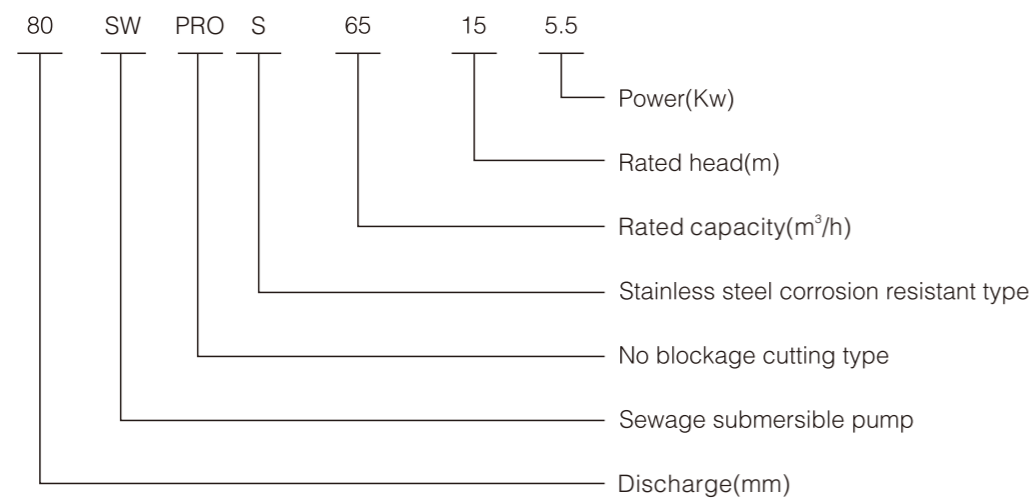 80 SW PRO S 65 15 5.5
Power(Kw)
Rated head(m)
Rated capacity(m³/h)
Stainless steel corrosion resistant type
No blockage cutting type
Sewage submersible pump
Discharge(mm)